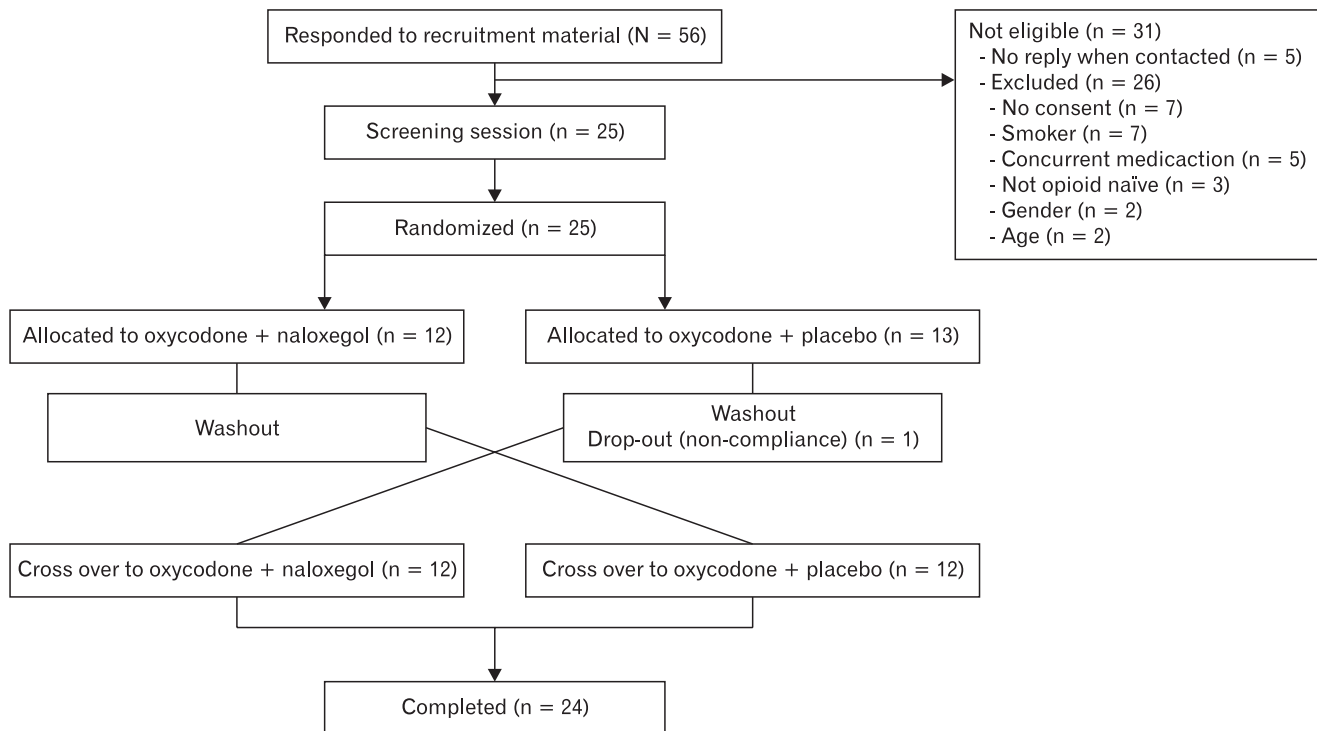 Responded to recruitment material (N = 56)
Not eligible (n = 31)
- No reply when contacted (n = 5)
- Excluded (n = 26)
- No consent (n = 7)
- Smoker (n = 7)
- Concurrent medicaction (n = 5)
- Not opioid naïve (n = 3)
- Gender (n = 2)
- Age (n = 2)
Screening session (n = 25)
Randomized (n = 25)
Allocated to oxycodone + naloxegol (n = 12)
Allocated to oxycodone + placebo (n = 13)
Washout
Washout
Drop-out (non-compliance) (n = 1)
Cross over to oxycodone + naloxegol (n = 12)
Cross over to oxycodone + placebo (n = 12)
Completed (n = 24)